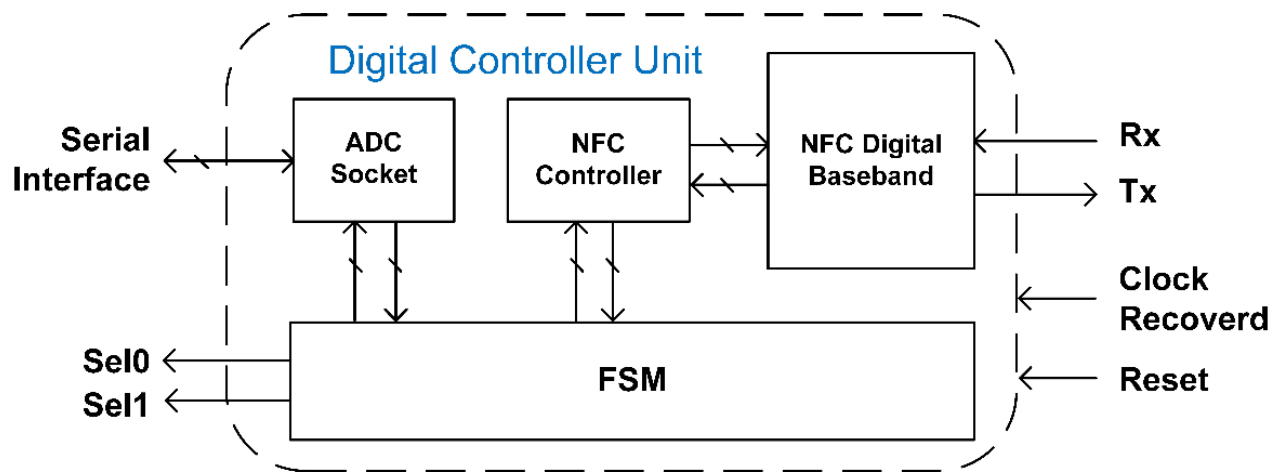 Digital Controller Unit
Serial
Interface
ADC
Socket
NFC
Controller
NFC Digital
Baseband
Rx
Tx
Clock
Recoverd
Reset
Sel0
Sel1
FSM